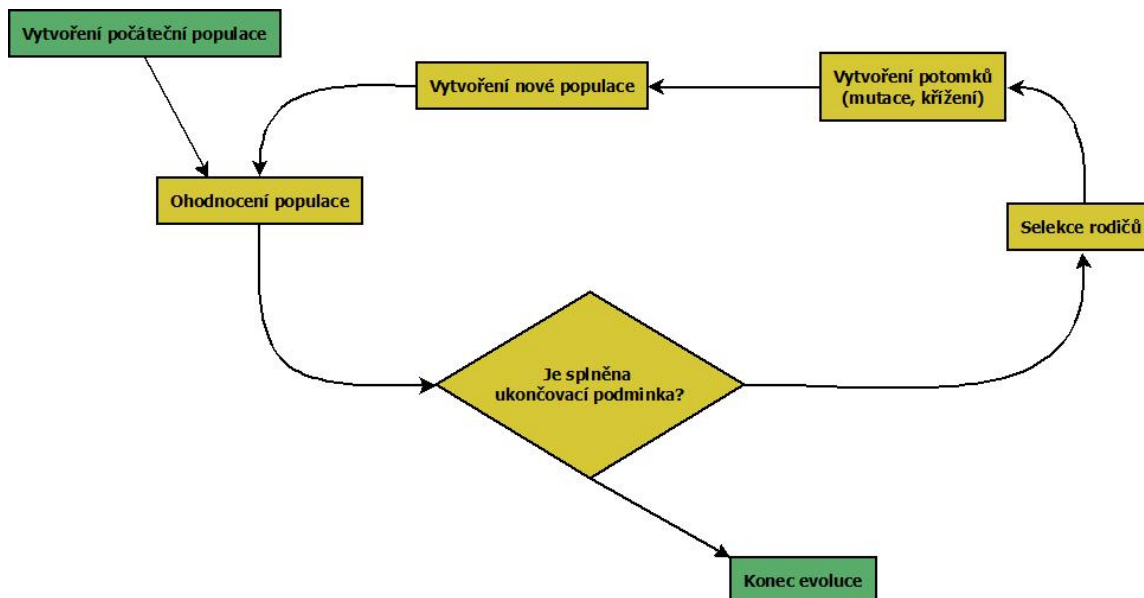 Vytvoření počáteční populace
Vytvoření nové populace
Vytvoření potomků
(mutace, křížení)
Ohodnocení populace
Selekce rodičů
Je splněna
ukončovací podminka?
Konec evoluce